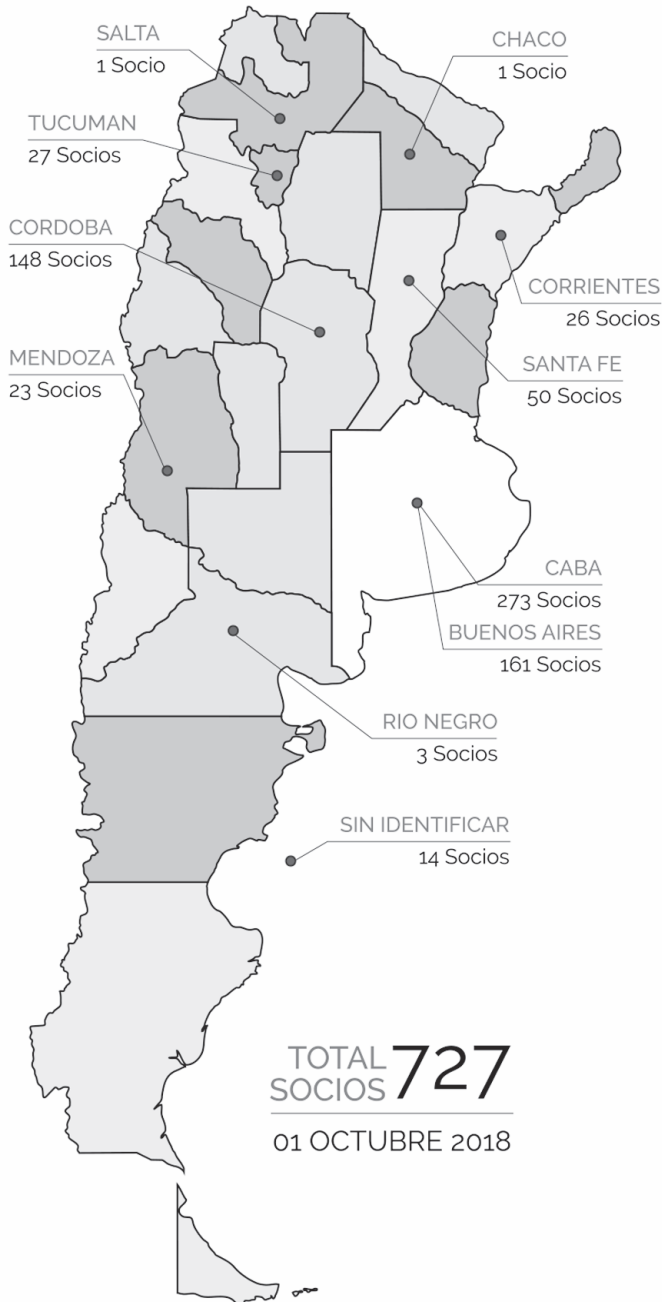 SALTA
1 Socio
CHACO
1 Socio
TUCUMAN
27 Socios
CORDOBA
148 Socios
CORRIENTES
26 Socios
MENDOZA
23 Socios
SANTA FE
50 Socios
CABA
273 Socios
BUENOS AIRES
161 Socios
RIO NEGRO
3 Socios
SIN IDENTIFICAR
14 Socios
TOTAL SOCIOS 727
01 OCTUBRE 2018